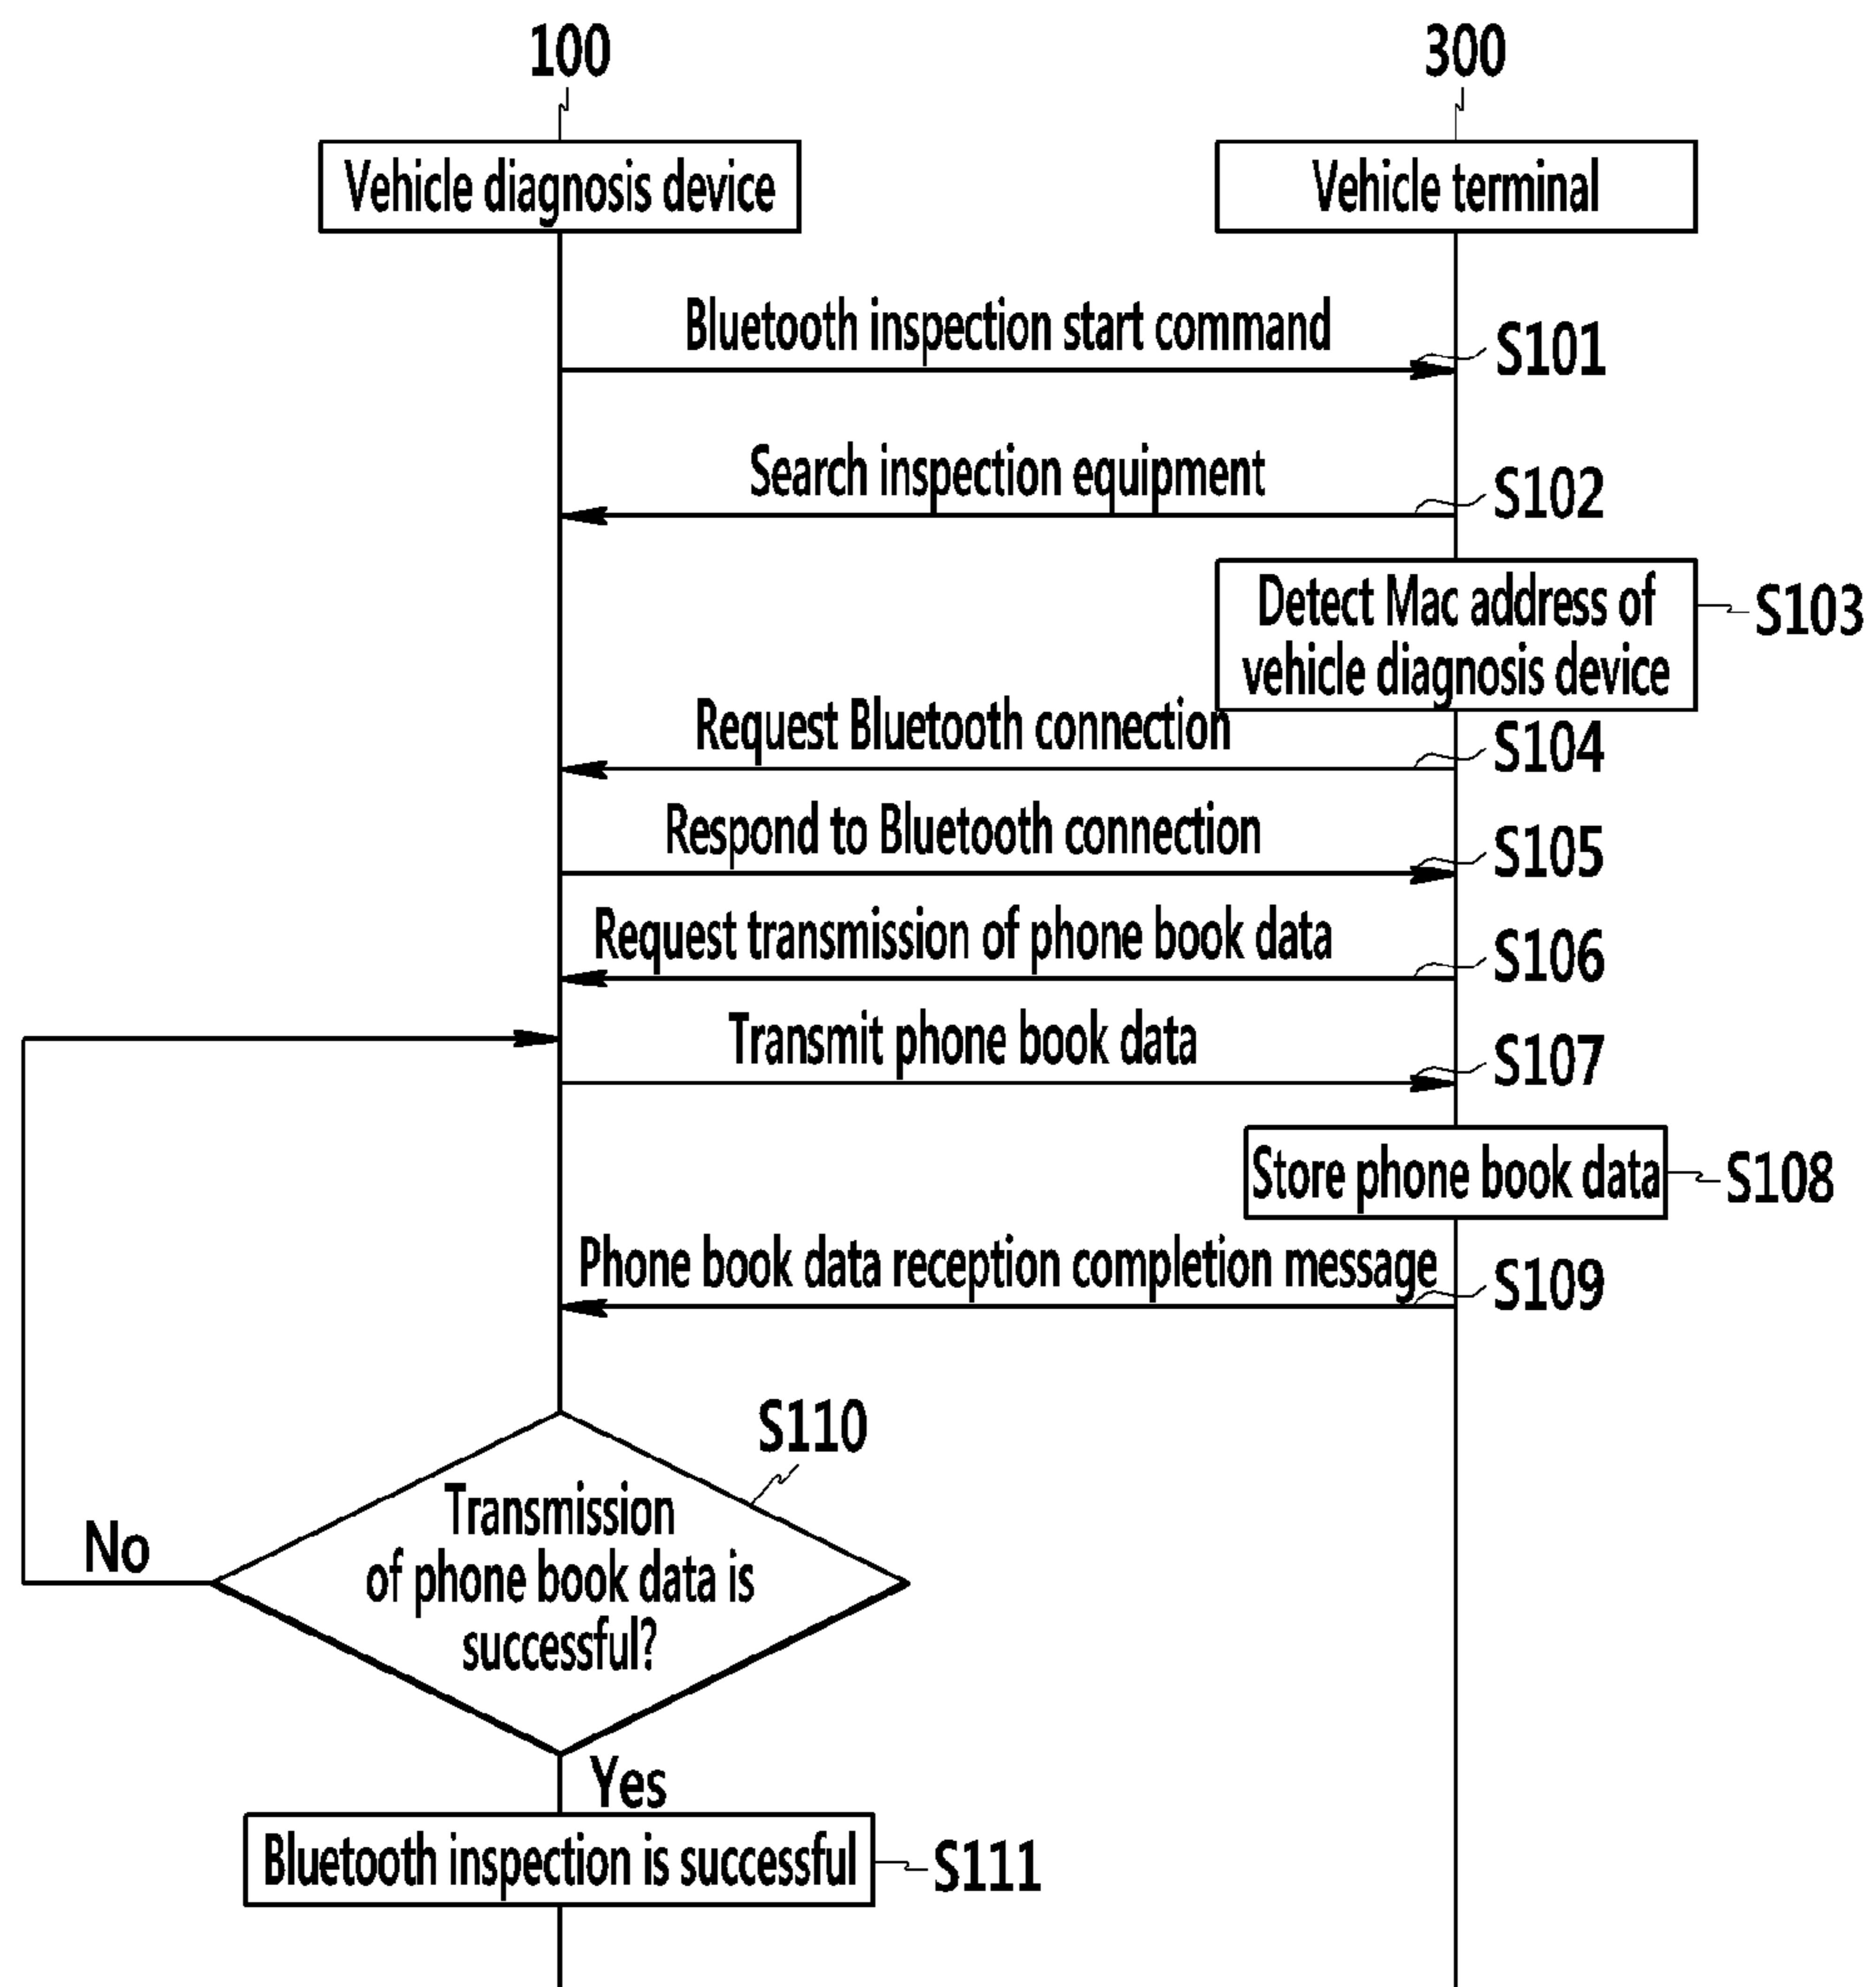 100
300
Vehicle diagnosis device
Vehicle terminal
Bluetooth inspection start command
S101
Search inspection equipment
S102
Detect Mac address of
vehicle diagnosis device
S103
Request Bluetooth connection
S104
Respond to Bluetooth connection
S105
Request transmission of phone book data
S106
Transmit phone book data
S107
Store phone book data
S108
Phone book data reception completion message
S109
S110
Transmission
of phone book data is
successful?
No
Yes
Bluetooth inspection is successful
S111